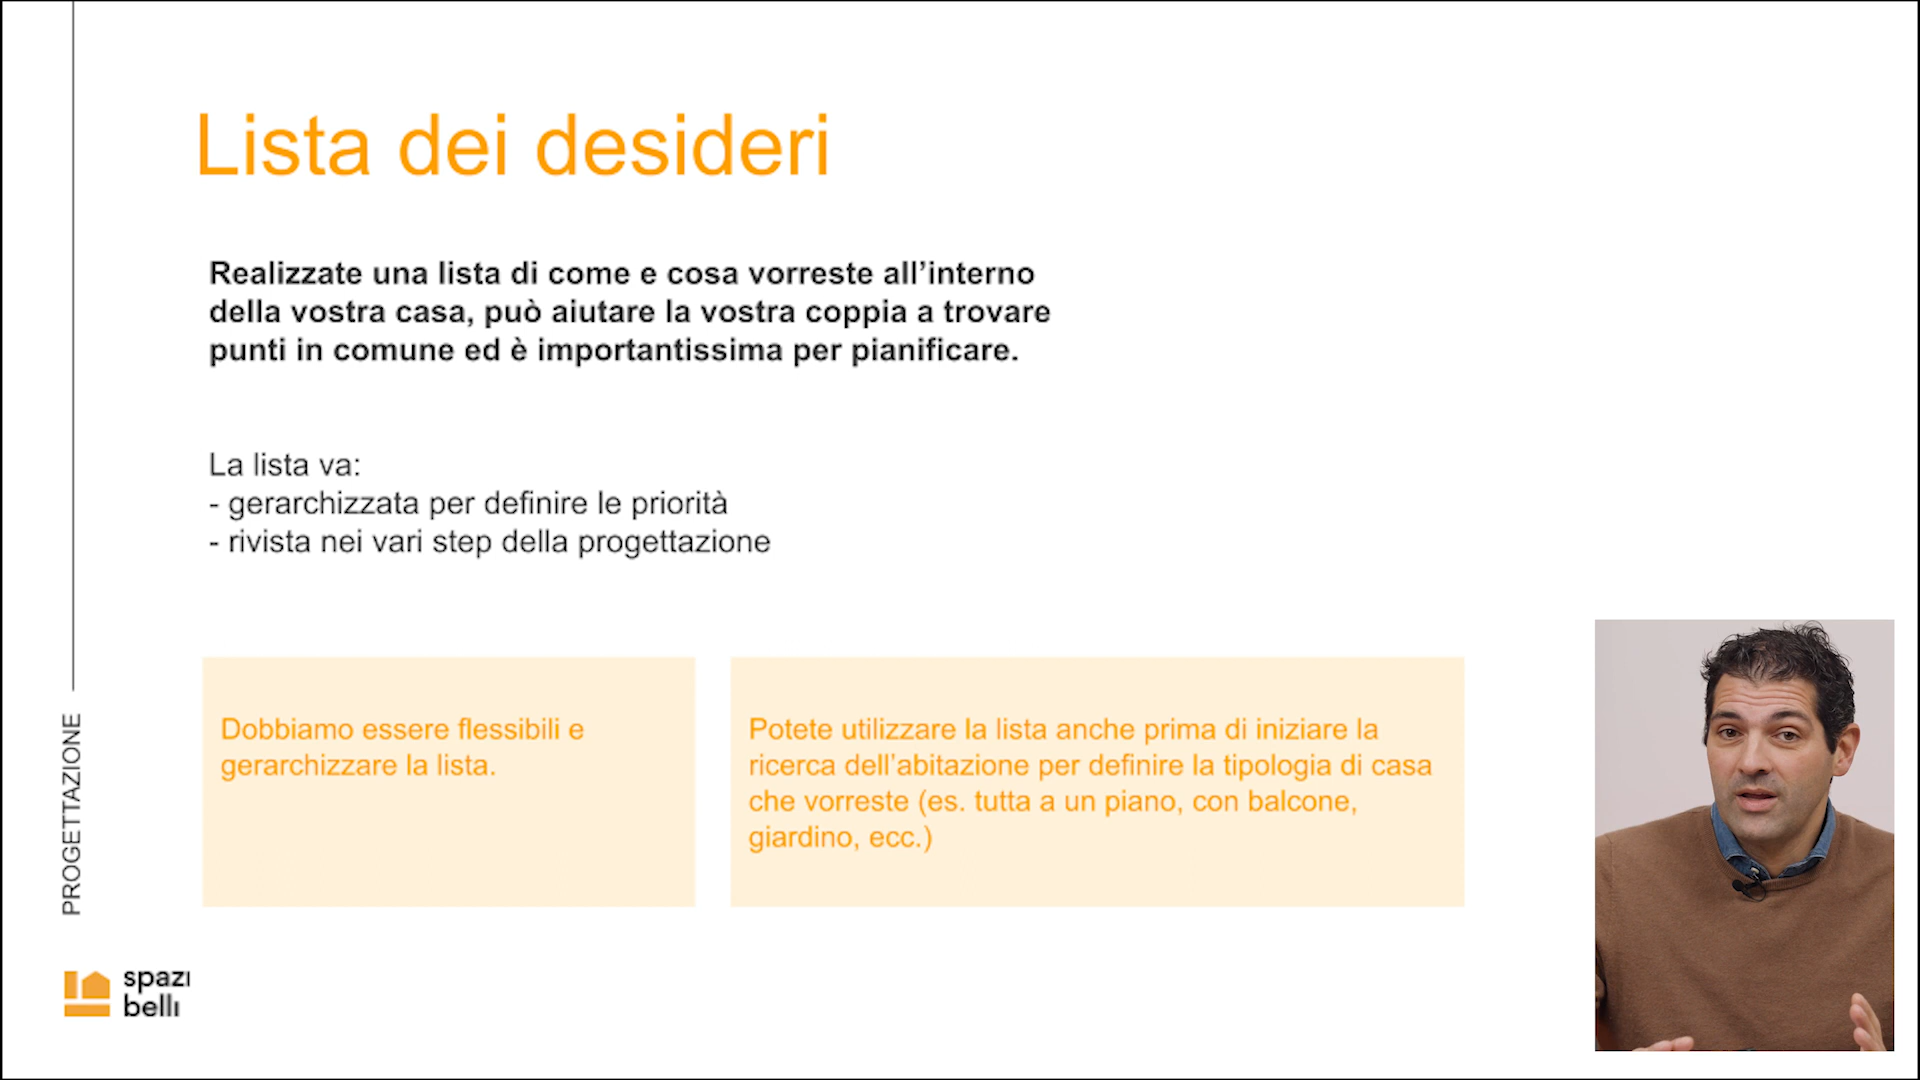 Lista dei desideri
Realizzate una lista di come e cosa vorreste all’interno
della vostra casa, può aiutare la vostra coppia a trovare
punti in comune ed è importantissima per pianificare.
La lista va:
- gerarchizzata per definire le priorità
- rivista nei vari step della progettazione
Dobbiamo essere flessibili e
gerarchizzare la lista.
Potete utilizzare la lista anche prima di iniziare la
ricerca dell’abitazione per definire la tipologia di casa
che vorreste (es. tutta a un piano, con balcone,
giardino, ecc.)
PROGETTAZIONE
spazi
belli